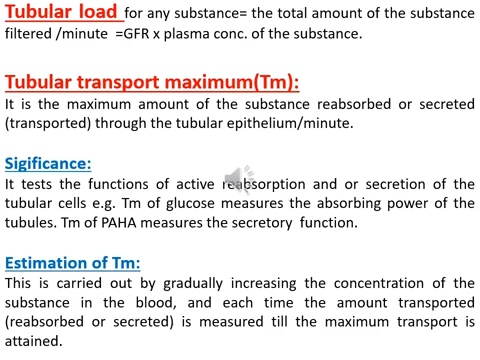 Tubular load for any substance= the total amount of the substance
filtered /minute =GFR x plasma conc. of the substance.
Tubular transport maximum(Tm):
It is the maximum amount of the substance reabsorbed or secreted
(transported) through the tubular epithelium/minute.
Sigificance:
It tests the functions of active reabsorption and or secretion of the
tubular cells e.g. Tm of glucose measures the absorbing power of the
tubules. Tm of PAHA measures the secretory function.
Estimation of Tm:
This is carried out by gradually increasing the concentration of the
substance in the blood, and each time the amount transported
(reabsorbed or secreted) is measured till the maximum transport is
attained.